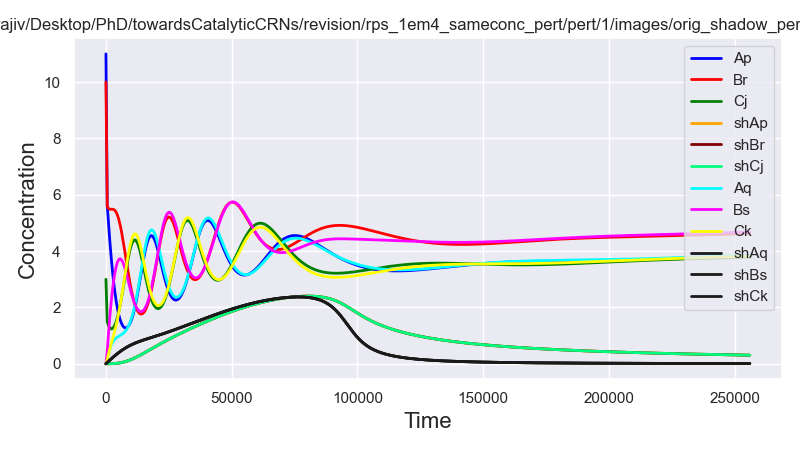 rajiv/Desktop/PhD/towardsCatalyticCRNs/revision/rps_1em4_sameconc_pert/pert/1/images/orig_shadow_per
Concentration
10
8
6
4
2
0
0
50000
100000
150000
200000
250000
Time
Ap
Br
Cj
shAp
shBr
shCj
Aq
Bs
Ck
shAq
shBs
shCk